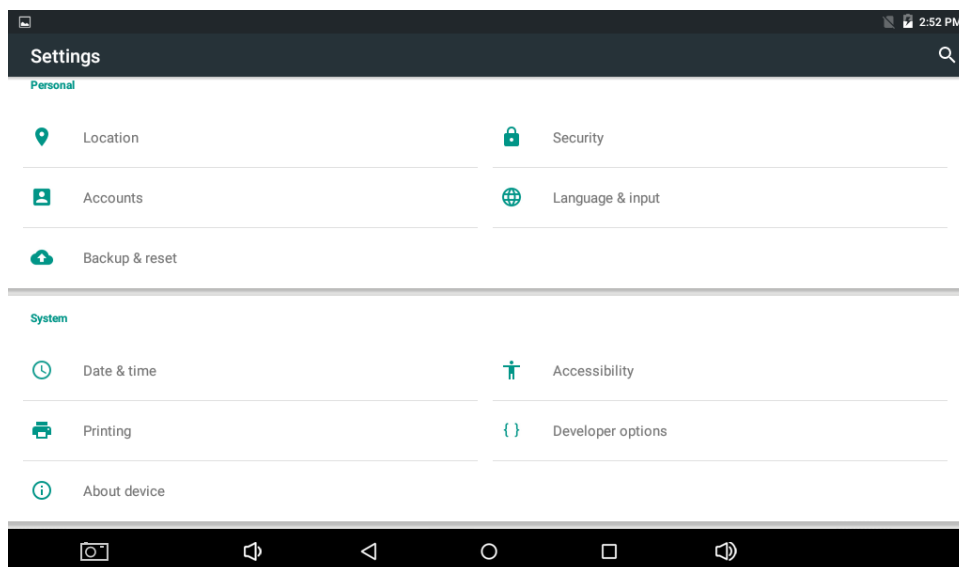 2:52 PM
Settings
Personal
Location
Security
Accounts
Language & input
Backup & reset
System
Date & time
Accessibility
Printing
{ } Developer options
About device